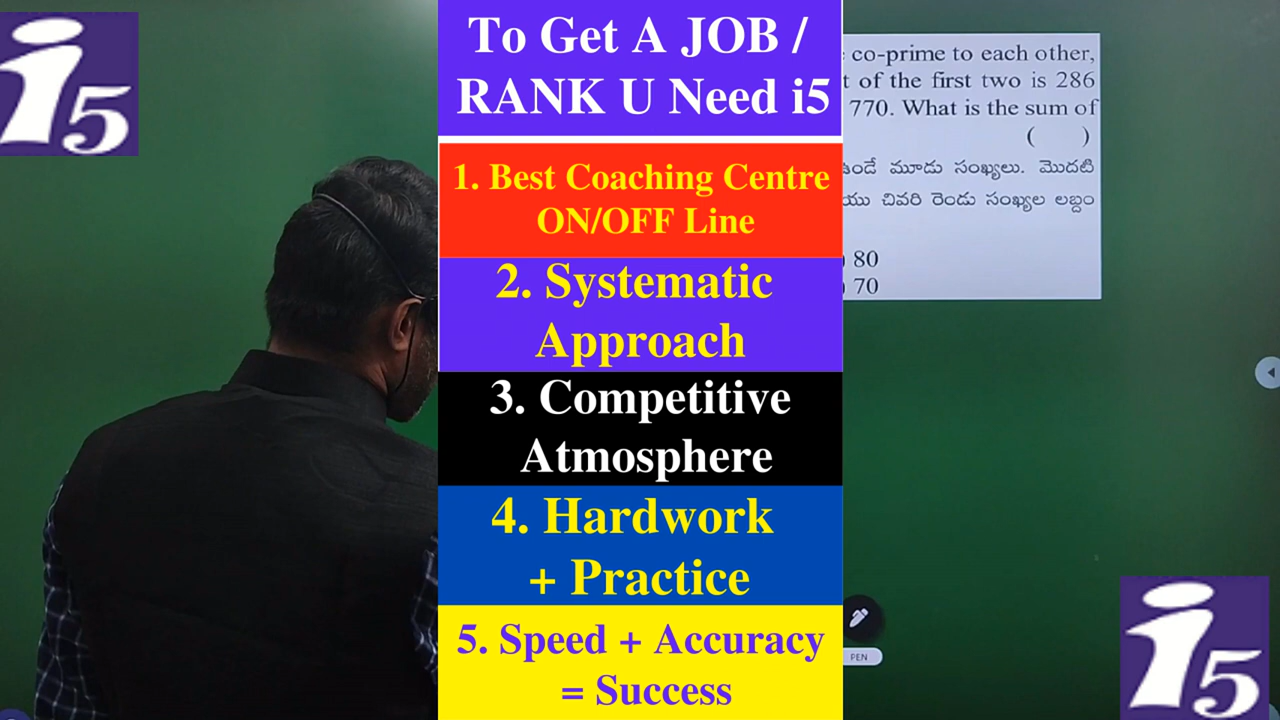 i5
To Get A JOB /
RANK U Need i5
1. Best Coaching Centre
ON/OFF Line
2. Systematic
Approach
3. Competitive
Atmosphere
4. Hardwork
+ Practice
5. Speed + Accuracy
= Success
co-prime to each other,
of the first two is 286
770. What is the sum of
( )
మూడు సంఖ్యలు. మొదటి
చివరి రెండు సంఖ్యల లబ్దం
80
70
PEN
i5